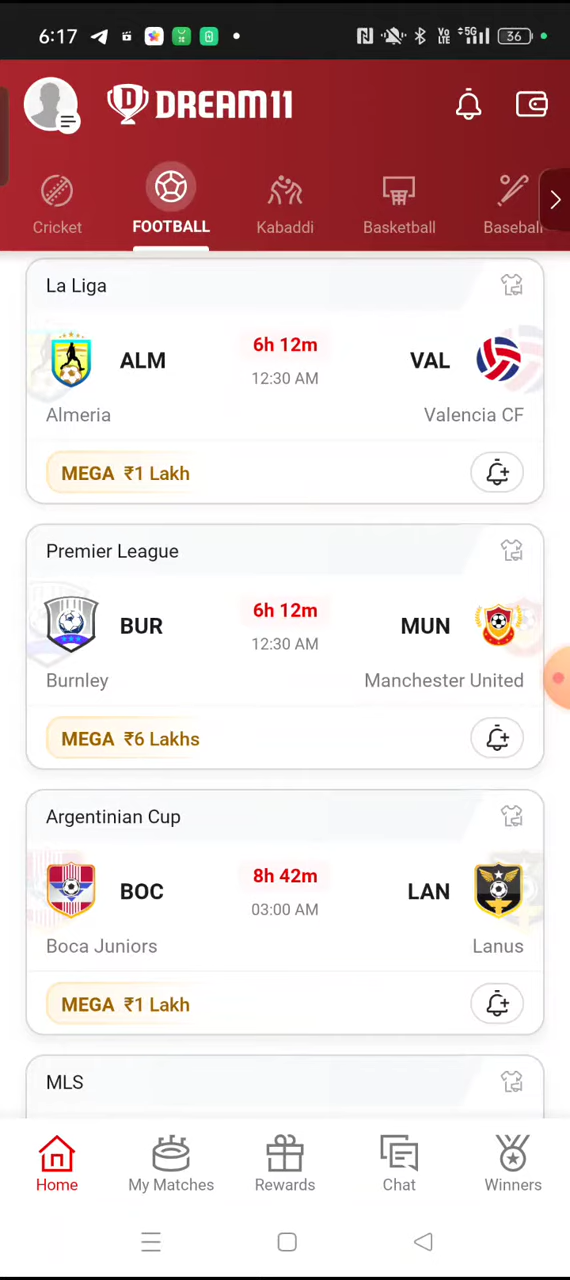 6:17
Vo
LTE
5G
36
DREAM11
Cricket
FOOTBALL
Kabaddi
Basketball
Baseball
La Liga
ALM
6h 12m
12:30 AM
VAL
Almeria
Valencia CF
MEGA ₹1 Lakh
Premier League
BUR
6h 12m
12:30 AM
MUN
Burnley
Manchester United
MEGA ₹6 Lakhs
Argentinian Cup
BOC
8h 42m
03:00 AM
LAN
Boca Juniors
Lanus
MEGA ₹1 Lakh
MLS
Home
My Matches
Rewards
Chat
Winners